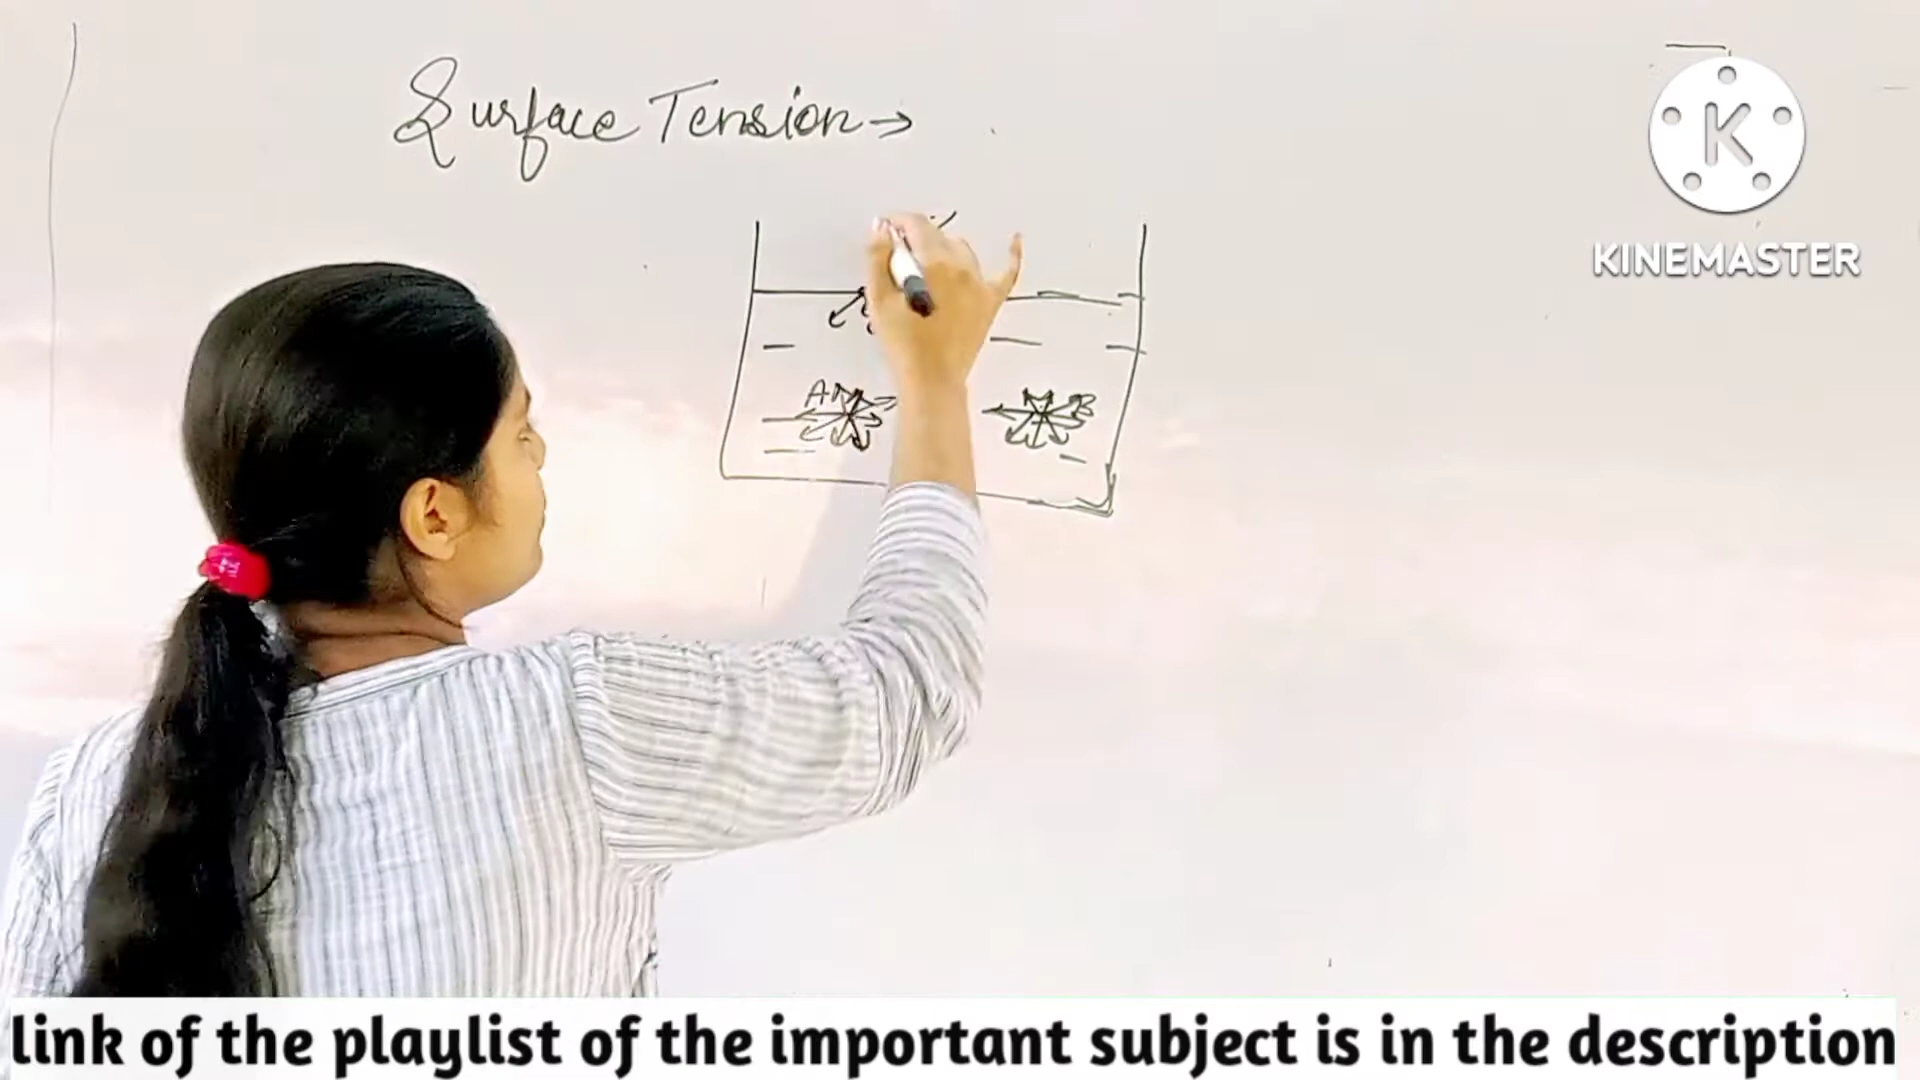 Surface Tension →
K
KINEMASTER
A
B
link of the playlist of the important subject is in the description